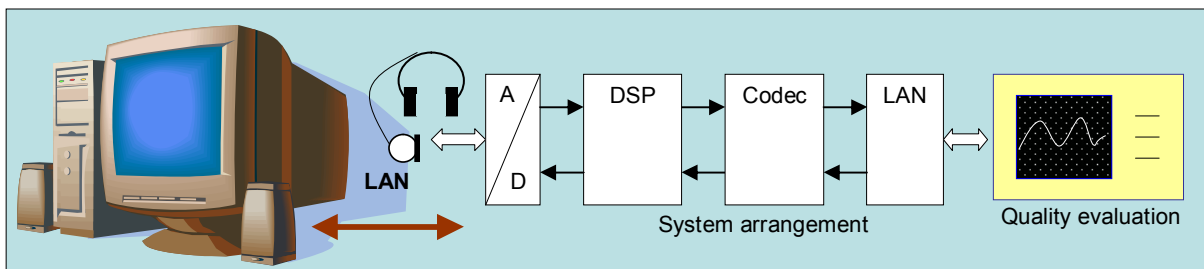 LAN
A
D
DSP
Codec
LAN
System arrangement
Quality evaluation